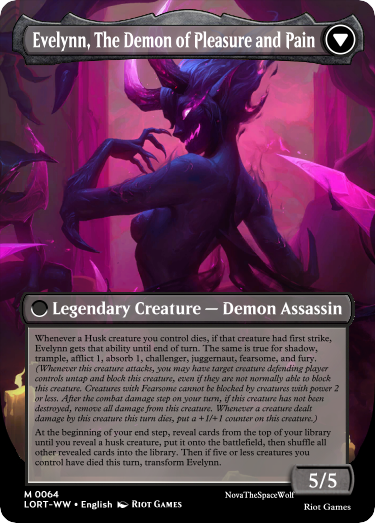 Evelynn, The Demon of Pleasure and Pain
Legendary Creature — Demon Assassin
Whenever a Husk creature you control dies, if that creature had first strike,
Evelynn gets that ability until end of turn. The same is true for shadow,
trample, afflict 1, absorb 1, challenger, juggernaut, fearsome, and fury.
(Whenever this creature attacks, you may have target creature defending player
controls untap and block this creature, even if they are not normally able to block
this creature. Creatures with Fearsome cannot be blocked by creatures with power 2
or less. After the combat damage step on your turn, if this creature has not been
destroyed, remove all damage from this creature. Whenever a creature dealt
damage by this creature this turn dies, put a +1/+1 counter on this creature.)
At the beginning of your end step, reveal cards from the top of your library
until you reveal a husk creature, put it onto the battlefield, then shuffle all
other revealed cards into the library. Then if five or less creatures you
control have died this turn, transform Evelynn.
5/5
M 0064
NovaTheSpaceWolf
LORT-WW • English Riot Games
Riot Games